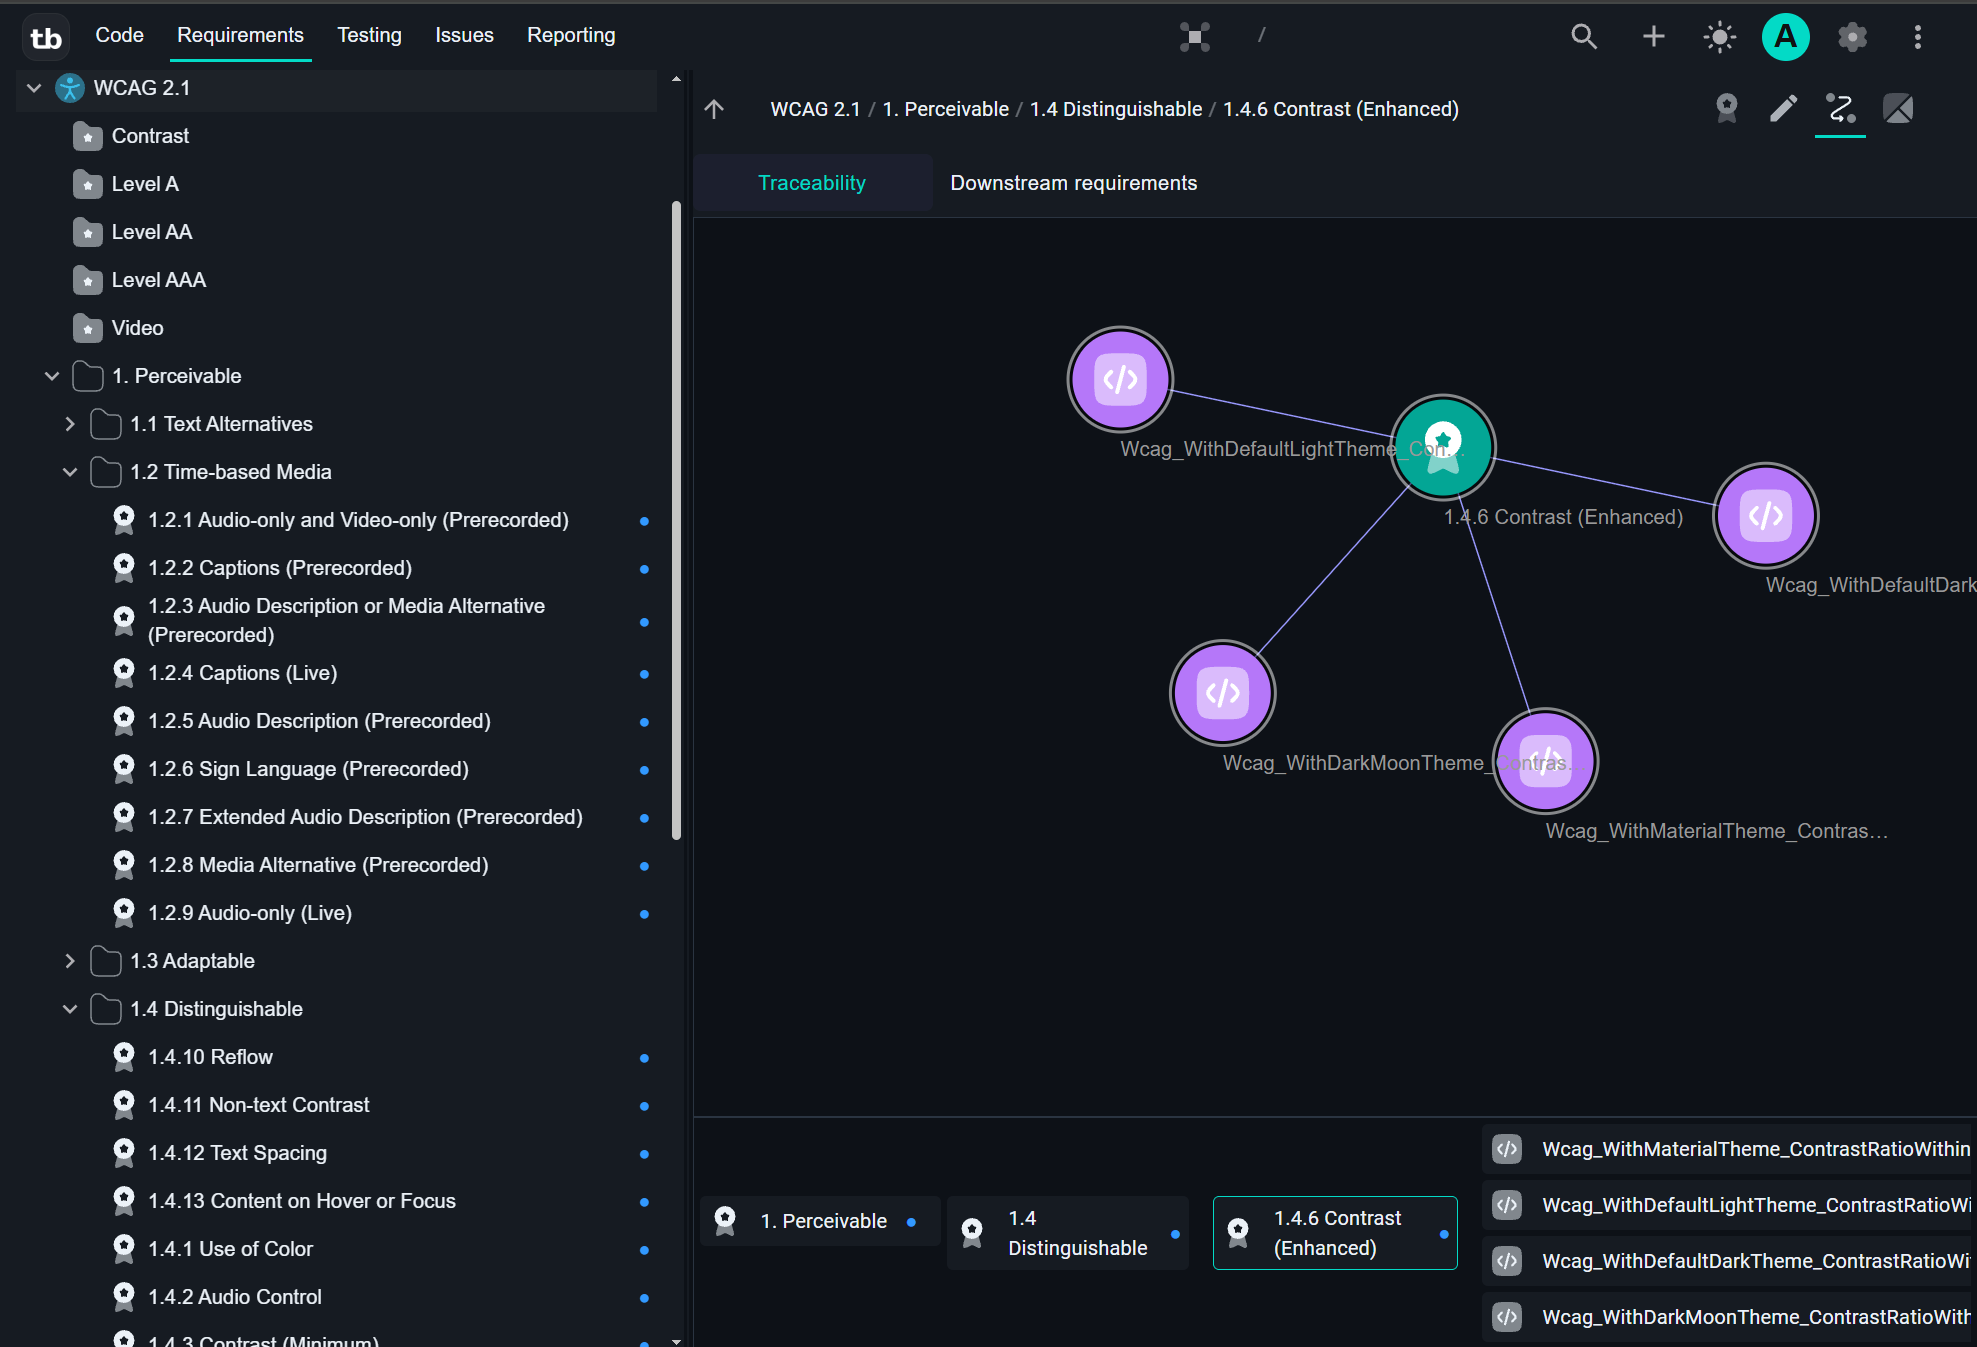 tb Code Requirements Testing Issues Reporting / A
WCAG 2.1
Contrast
Level A
Level AA
Level AAA
Video
1. Perceivable
1.1 Text Alternatives
1.2 Time-based Media
1.2.1 Audio-only and Video-only (Prerecorded)
1.2.2 Captions (Prerecorded)
1.2.3 Audio Description or Media Alternative
(Prerecorded)
1.2.4 Captions (Live)
1.2.5 Audio Description (Prerecorded)
1.2.6 Sign Language (Prerecorded)
1.2.7 Extended Audio Description (Prerecorded)
1.2.8 Media Alternative (Prerecorded)
1.2.9 Audio-only (Live)
1.3 Adaptable
1.4 Distinguishable
1.4.10 Reflow
1.4.11 Non-text Contrast
1.4.12 Text Spacing
1.4.13 Content on Hover or Focus
1.4.1 Use of Color
1.4.2 Audio Control
1.4.3 Contrast (Minimum)
WCAG 2.1 / 1. Perceivable / 1.4 Distinguishable / 1.4.6 Contrast (Enhanced)
Traceability Downstream requirements
Wcag_WithDefaultLightTheme_Con...
1.4.6 Contrast (Enhanced)
Wcag_WithDefaultDark
Wcag_WithDarkMoonTheme_Contras...
Wcag_WithMaterialTheme_Contras...
1. Perceivable
1.4
Distinguishable
1.4.6 Contrast
(Enhanced)
Wcag_WithMaterialTheme_ContrastRatioWithin
Wcag_WithDefaultLightTheme_ContrastRatioWi
Wcag_WithDefaultDarkTheme_ContrastRatioWi
Wcag_WithDarkMoonTheme_ContrastRatioWith